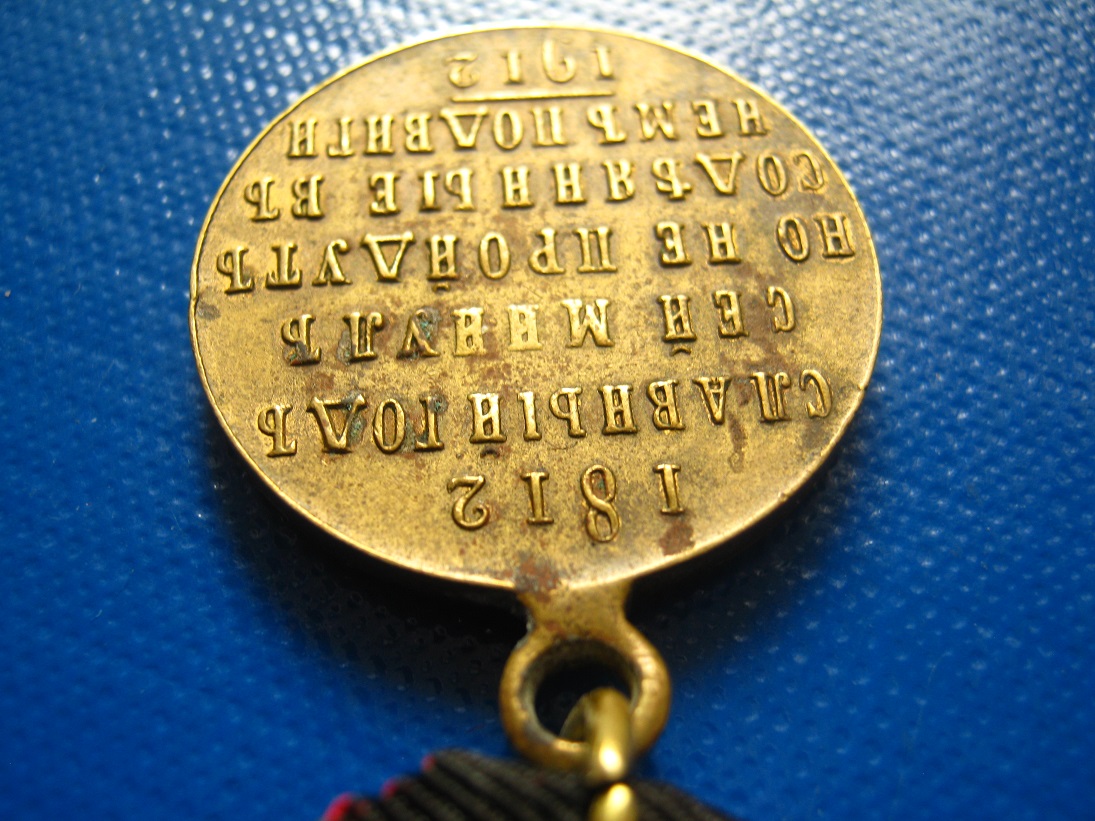 1812
СЛАВНЫЙ ГОДЪ
СЕЙ МИНУЛЪ
НО НЕ ПРОЙДУТЪ
СОДѢЯННЫЕ ВЪ
НЕМЪ ПОДВИГИ
1912